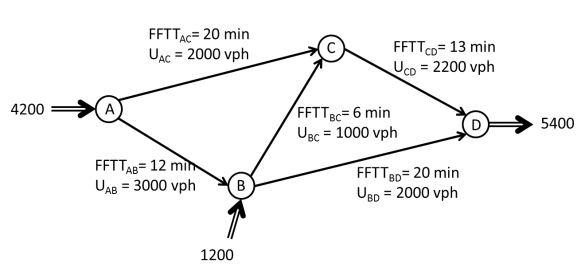 FFTT_AC= 20 min
U_AC = 2000 vph
C
FFTT_CD= 13 min
U_CD = 2200 vph
4200
A
FFTT_BC= 6 min
U_BC = 1000 vph
D
5400
FFTT_AB= 12 min
U_AB = 3000 vph
B
FFTT_BD= 20 min
U_BD = 2000 vph
1200